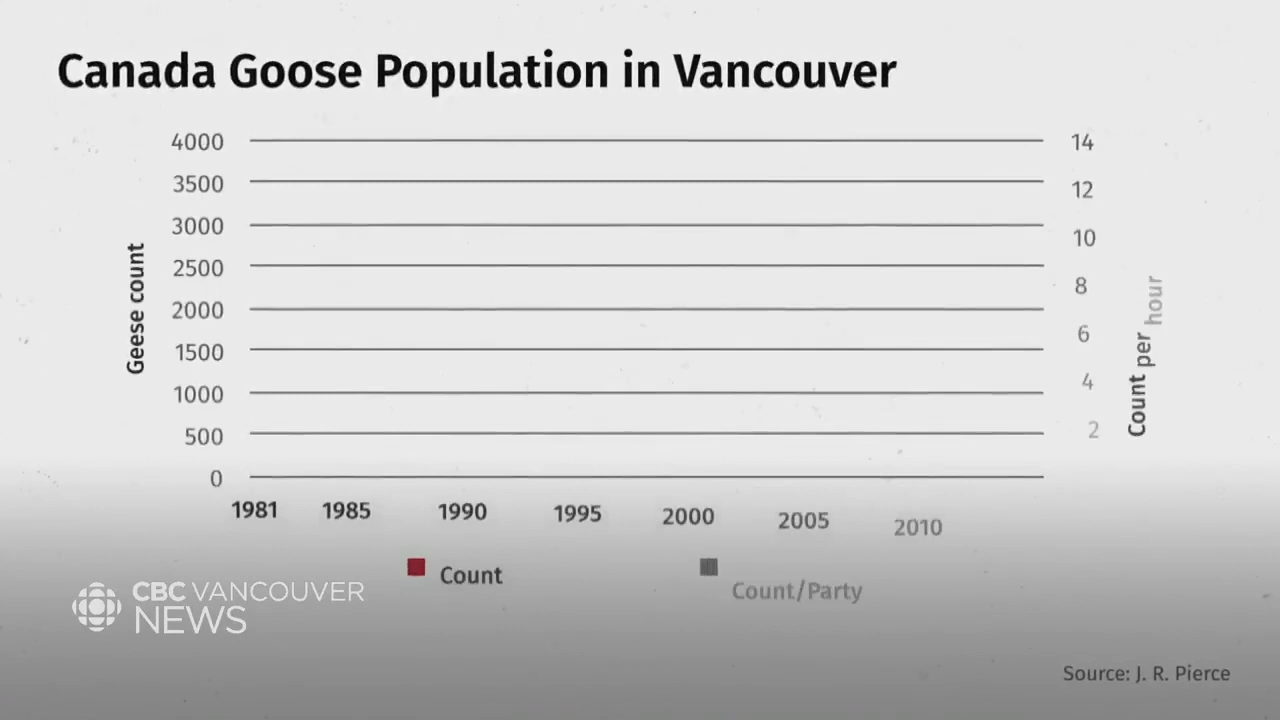 Canada Goose Population in Vancouver
4000
3500
3000
2500
2000
1500
1000
500
0
Geese count
14
12
10
8
6
4
2
Count per hour
1981 1985 1990 1995 2000 2005 2010
Count Count/Party
CBC VANCOUVER
NEWS
Source: J. R. Pierce